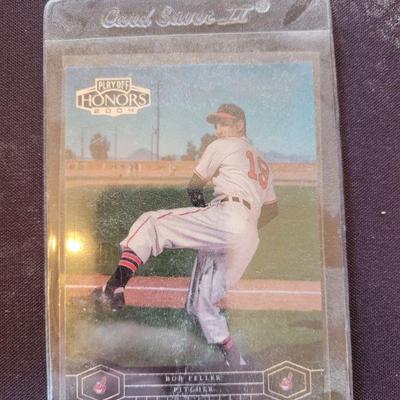 Card Saver II®
PLAYOFF
HONORS
2004
18
BOB FELLER
PITCHER